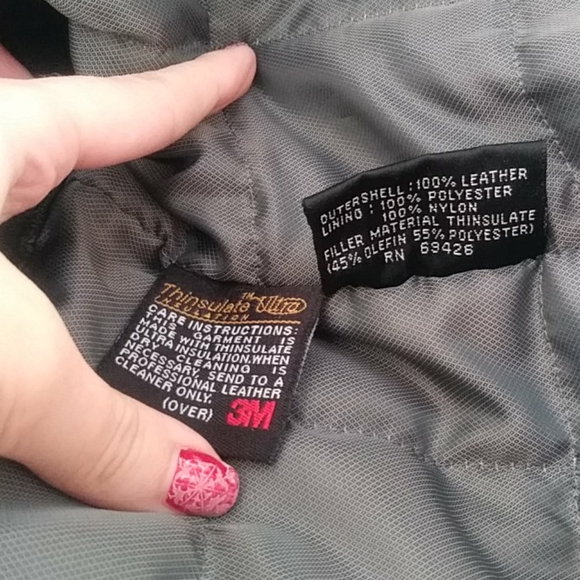 OUTERSHELL :100% LEATHER
LINING : 100% POLYESTER
100% NYLON
FILLER MATERIAL THINSULATE
(45% OLEFIN 55% POLYESTER)
RN 69426
Thinsulate™ Ultra
INSULATION
CARE INSTRUCTIONS:
THIS GARMENT IS
MADE WITH THINSULATE
ULTRA INSULATION. WHEN
DRY CLEANING IS
NECESSARY, SEND TO A
PROFESSIONAL LEATHER
CLEANER ONLY.
(OVER) 3M